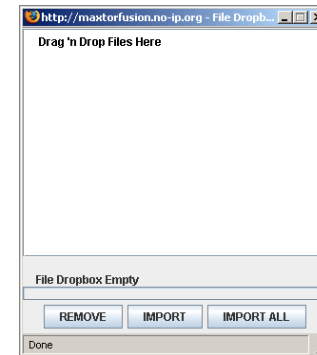 http://maxtorfusion.no-ip.org - File Dropb...
Drag 'n Drop Files Here
File Dropbox Empty
REMOVE IMPORT IMPORT ALL
Done